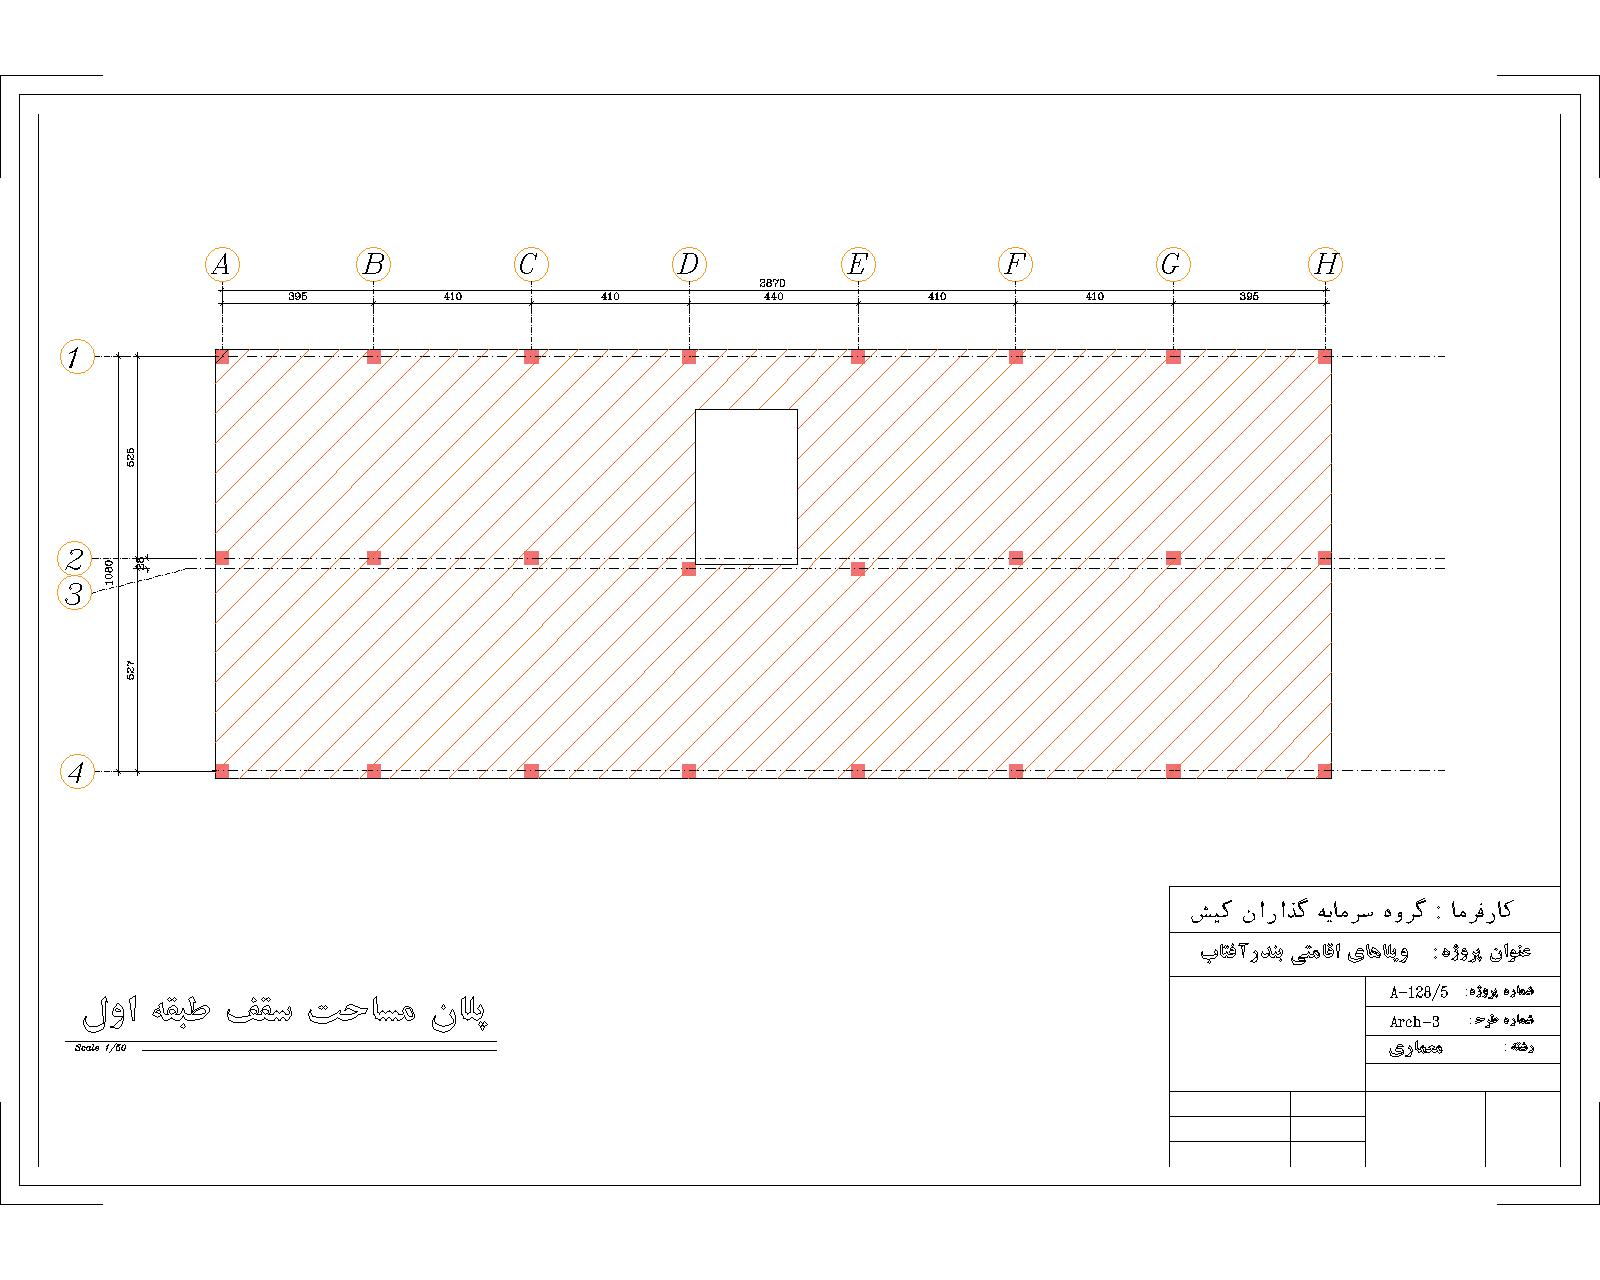 A B C D E F G H
2870
395 410 410 440 410 410 395
1
525
2
28
1080
3
527
4
کارفرما : گروه سرمایه گذاران کیش
عنوان پروژه: ویلاهای اقامتی بندرآفتاب
شماره پروژه: A-128/5
شماره طرح: Arch-3
رشته: معماری
پلان مساحت سقف طبقه اول
Scale 1/50